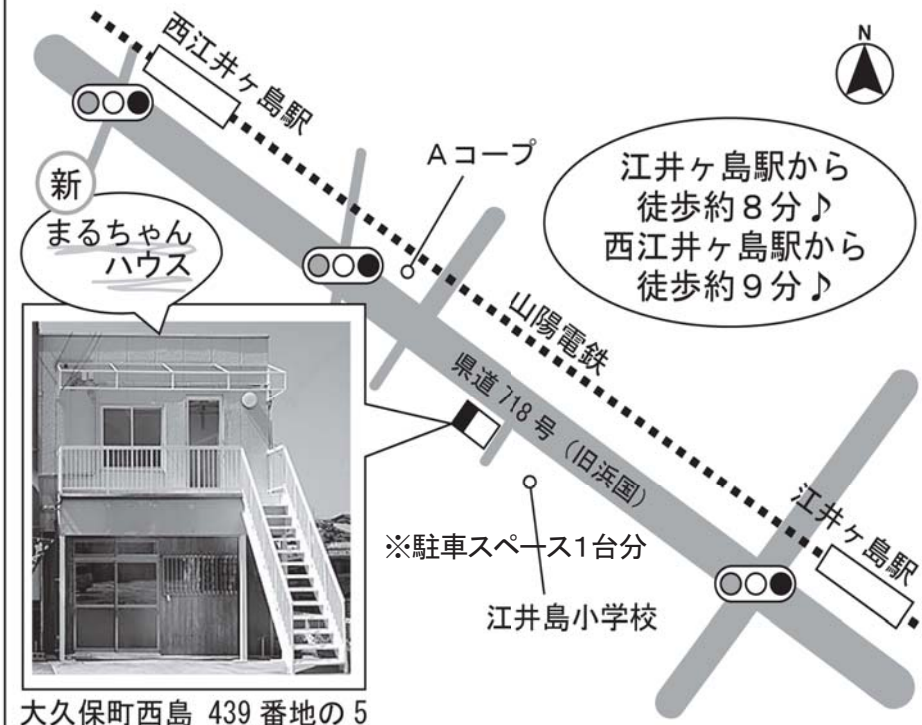 西江井ヶ島駅
N
Aコープ
江井ヶ島駅から
徒歩約8分♪
西江井ヶ島駅から
徒歩約9分♪
新
まるちゃん
ハウス
山陽電鉄
県道718号（旧浜国）
江井ヶ島駅
※駐車スペース1台分
江井島小学校
大久保町西島 439番地の5